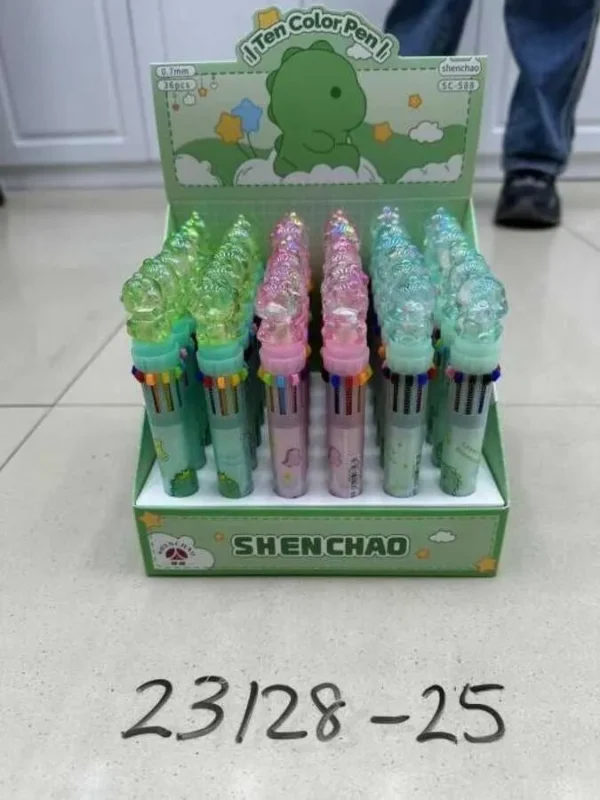 Ten Color Pen
0.7mm
36pcs
shenchao
SC-588
SHENCHAO
23128-25